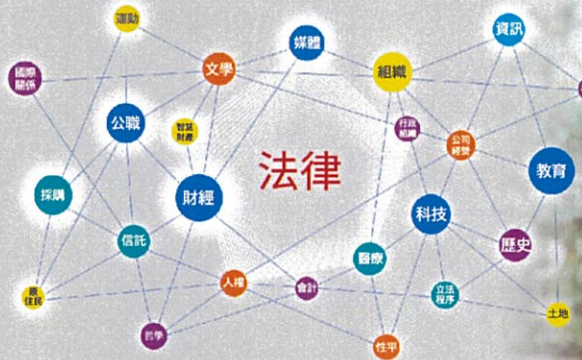 運動
媒體
資訊
文學
組織
國際
關係
公職
智慧
財產
行政
組織
公司
經營
法律
教育
採購
財經
科技
信託
歷史
醫療
人權
會計
原
住民
立法
程序
土地
哲學
性平